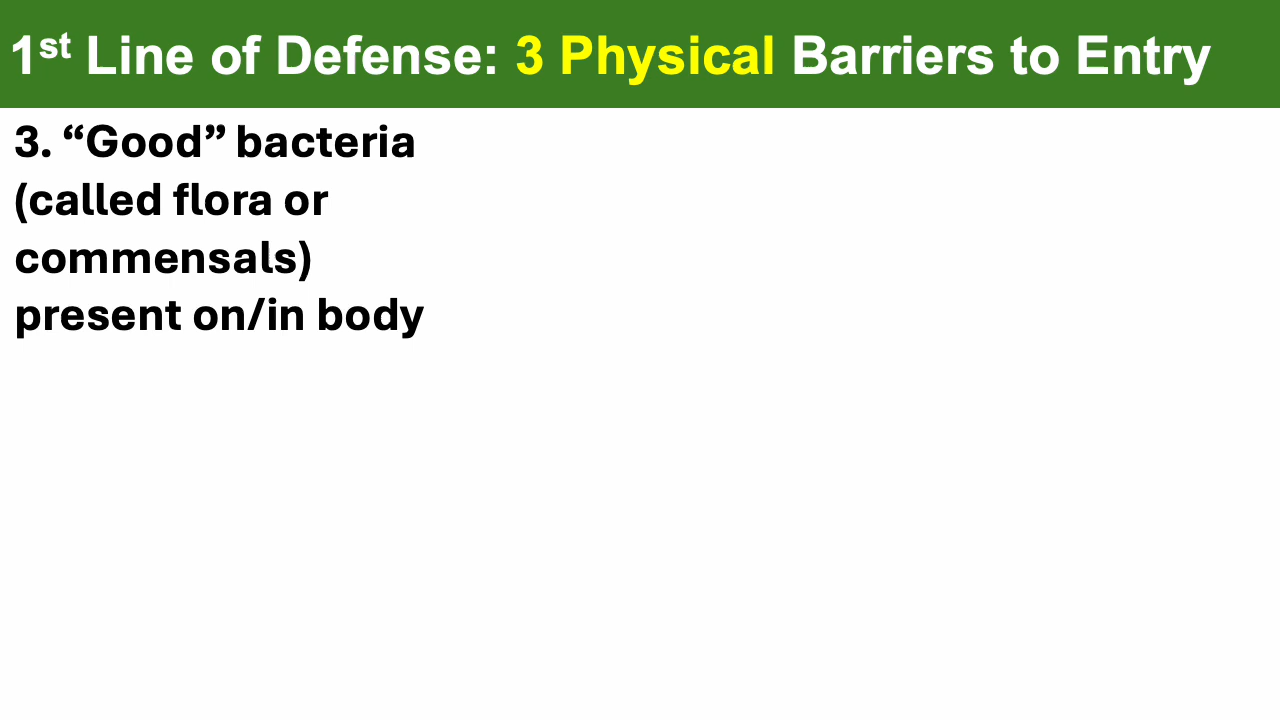 1st Line of Defense: 3 Physical Barriers to Entry
3. “Good” bacteria
(called flora or
commensals)
present on/in body